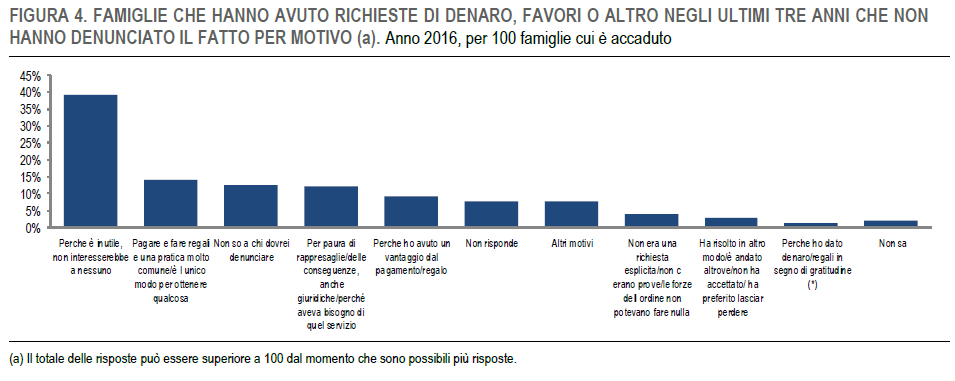 FIGURA 4. FAMIGLIE CHE HANNO AVUTO RICHIESTE DI DENARO, FAVORI O ALTRO NEGLI ULTIMI TRE ANNI CHE NON
HANNO DENUNCIATO IL FATTO PER MOTIVO (a). Anno 2016, per 100 famiglie cui è accaduto
45%
40%
35%
30%
25%
20%
15%
10%
5%
0%
Perche è inutile,
non interesserebbe
a nessuno
Pagare e fare regali
e una pratica molto
comune/è l unico
modo per ottenere
qualcosa
Non so a chi dovrei
denunciare
Per paura di
rappresaglie/delle
conseguenze,
anche
giuridiche/perché
aveva bisogno di
quel servizio
Perche ho avuto un
vantaggio dal
pagamento/regalo
Non risponde
Altri motivi
Non era una
richiesta
esplicita/non c
erano prove/le forze
dell ordine non
potevano fare nulla
Ha risolto in altro
modo/è andato
altrove/non ha
accettato/ ha
preferito lasciar
perdere
Perche ho dato
denaro/regali in
segno di gratitudine
(*)
Non sa
(a) Il totale delle risposte può essere superiore a 100 dal momento che sono possibili più risposte.